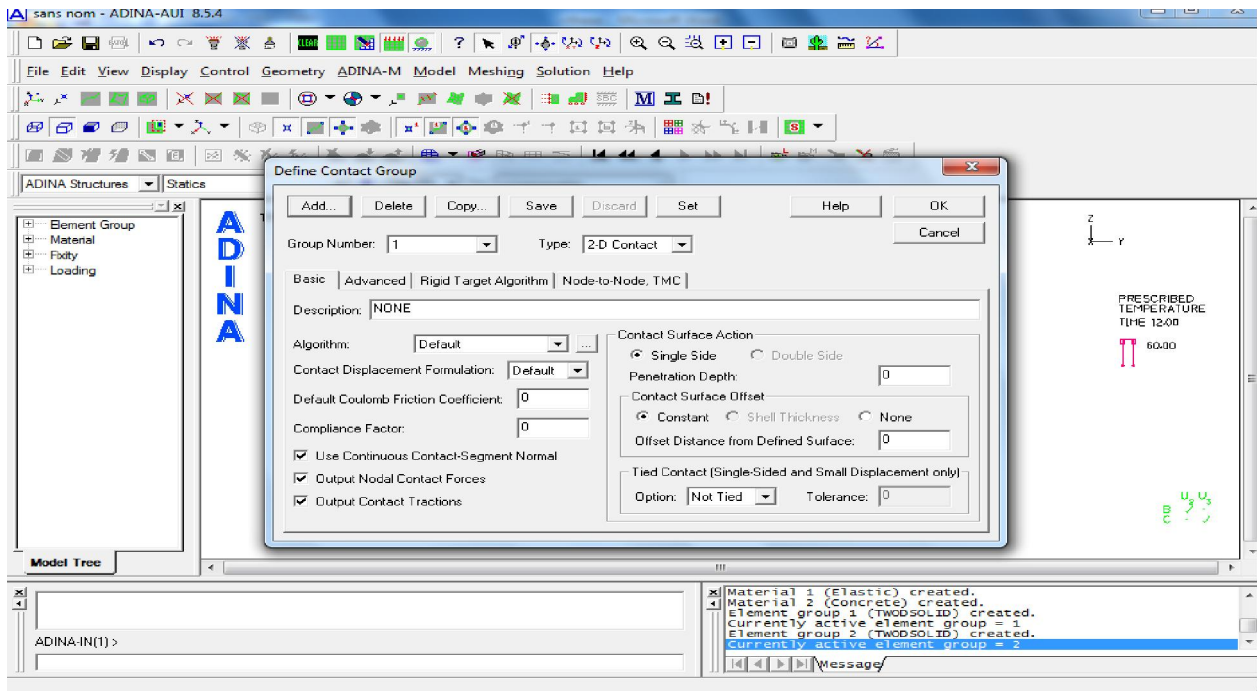 sans nom - ADINA-AUI 8.5.4
CLEAR
File Edit View Display Control Geometry ADINA-M Model Meshing Solution Help
ADINA Structures Statics
Element Group
Material
Fixity
Loading
Model Tree
ADINA
Define Contact Group
Add... Delete Copy... Save Discard Set Help OK
Cancel
Group Number: 1 Type: 2-D Contact
Basic Advanced Rigid Target Algorithm Node-to-Node, TMC
Description: NONE
Algorithm: Default ...
Contact Displacement Formulation: Default
Default Coulomb Friction Coefficient: 0
Compliance Factor: 0
Use Continuous Contact-Segment Normal
Output Nodal Contact Forces
Output Contact Tractions
Contact Surface Action
Single Side Double Side
Penetration Depth: 0
Contact Surface Offset
Constant Shell Thickness None
Offset Distance from Defined Surface: 0
Tied Contact (Single-Sided and Small Displacement only)
Option: Not Tied Tolerance: 0
Z
Y
PRESCRIBED
TEMPERATURE
TIME 12.00
60.00
U2 U3
B
C
ADINA-IN(1) >
Material 1 (Elastic) created.
Material 2 (Concrete) created.
Element group 1 (TWODSOLID) created.
Currently active element group = 1
Element group 2 (TWODSOLID) created.
Currently active element group = 2
Message